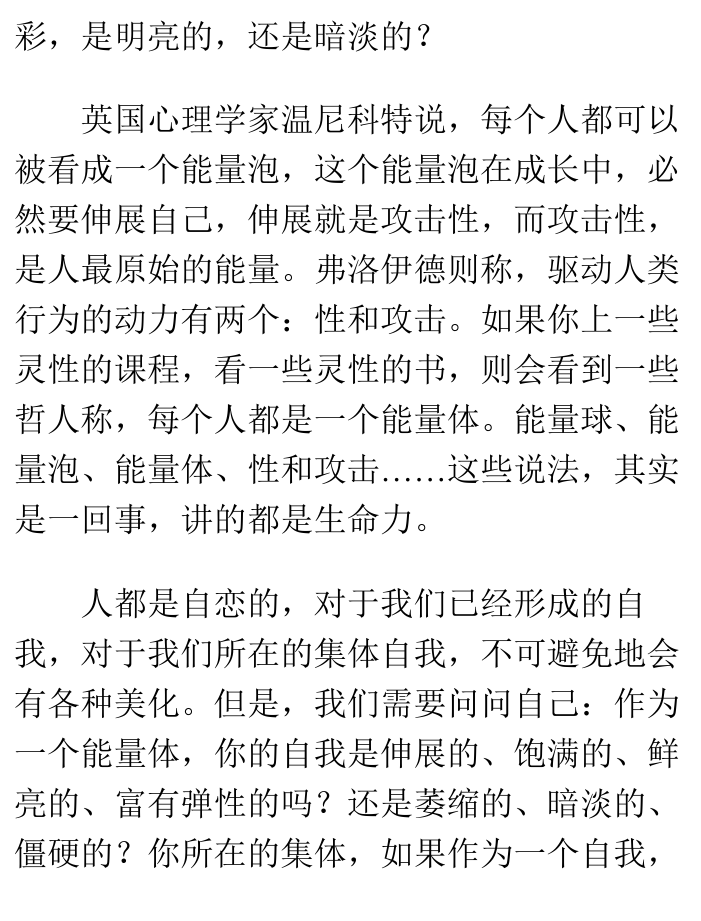 彩，是明亮的，还是暗淡的？
英国心理学家温尼科特说，每个人都可以
被看成一个能量泡，这个能量泡在成长中，必
然要伸展自己，伸展就是攻击性，而攻击性，
是人最原始的能量。弗洛伊德则称，驱动人类
行为的动力有两个：性和攻击。如果你上一些
灵性的课程，看一些灵性的书，则会看到一些
哲人称，每个人都是一个能量体。能量球、能
量泡、能量体、性和攻击……这些说法，其实
是一回事，讲的都是生命力。
人都是自恋的，对于我们已经形成的自
我，对于我们所在的集体自我，不可避免地会
有各种美化。但是，我们需要问问自己：作为
一个能量体，你的自我是伸展的、饱满的、鲜
亮的、富有弹性的吗？还是萎缩的、暗淡的、
僵硬的？你所在的集体，如果作为一个自我，